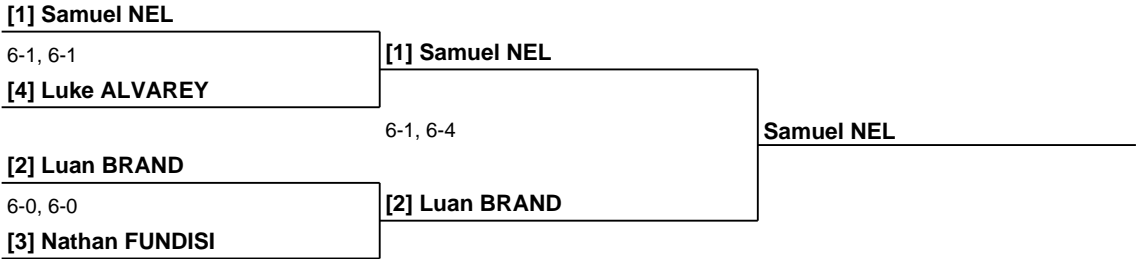 [1] Samuel NEL
6-1, 6-1
[1] Samuel NEL
[4] Luke ALVAREY
6-1, 6-4
Samuel NEL
[2] Luan BRAND
6-0, 6-0
[2] Luan BRAND
[3] Nathan FUNDISI